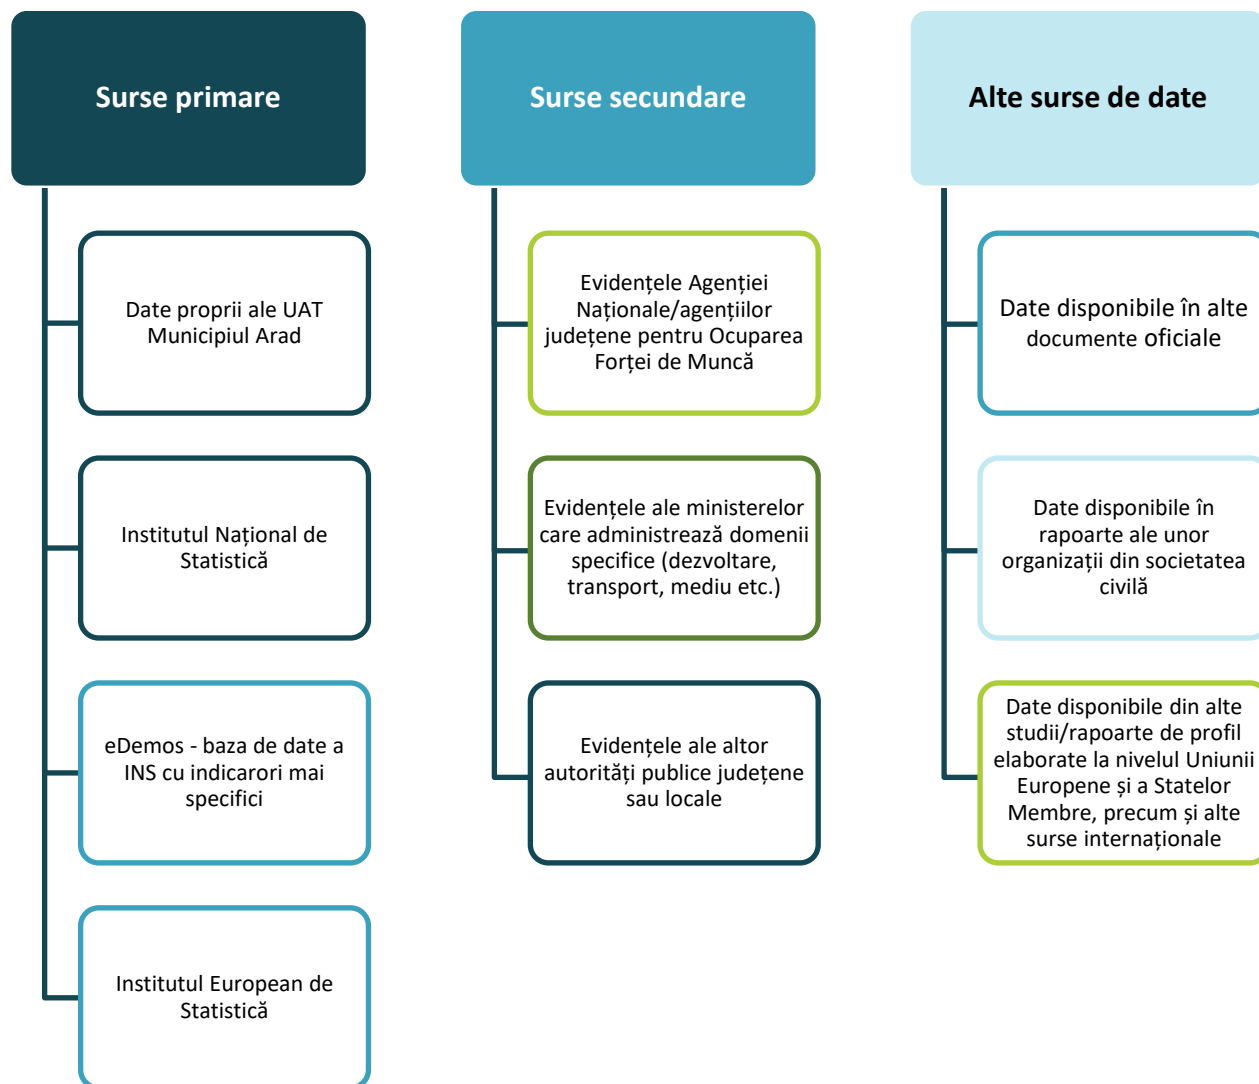 Surse primare
Date proprii ale UAT
Municipiul Arad
Institutul Național de
Statistică
eDemos - baza de date a
INS cu indicarori mai
specifici
Institutul European de
Statistică
Surse secundare
Evidențele Agenției
Naționale/agențiilor
județene pentru Ocuparea
Forței de Muncă
Evidențele ale ministerelor
care administrează domenii
specifice (dezvoltare,
transport, mediu etc.)
Evidențele ale altor
autorități publice județene
sau locale
Alte surse de date
Date disponibile în alte
documente oficiale
Date disponibile în
rapoarte ale unor
organizații din societatea
civilă
Date disponibile din alte
studii/rapoarte de profil
elaborate la nivelul Uniunii
Europene și a Statelor
Membre, precum și alte
surse internaționale